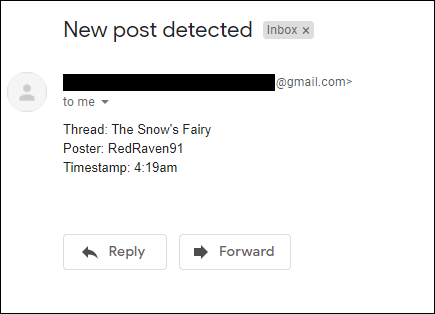 New post detected Inbox ×
@gmail.com>
to me
Thread: The Snow's Fairy
Poster: RedRaven91
Timestamp: 4:19am
Reply Forward